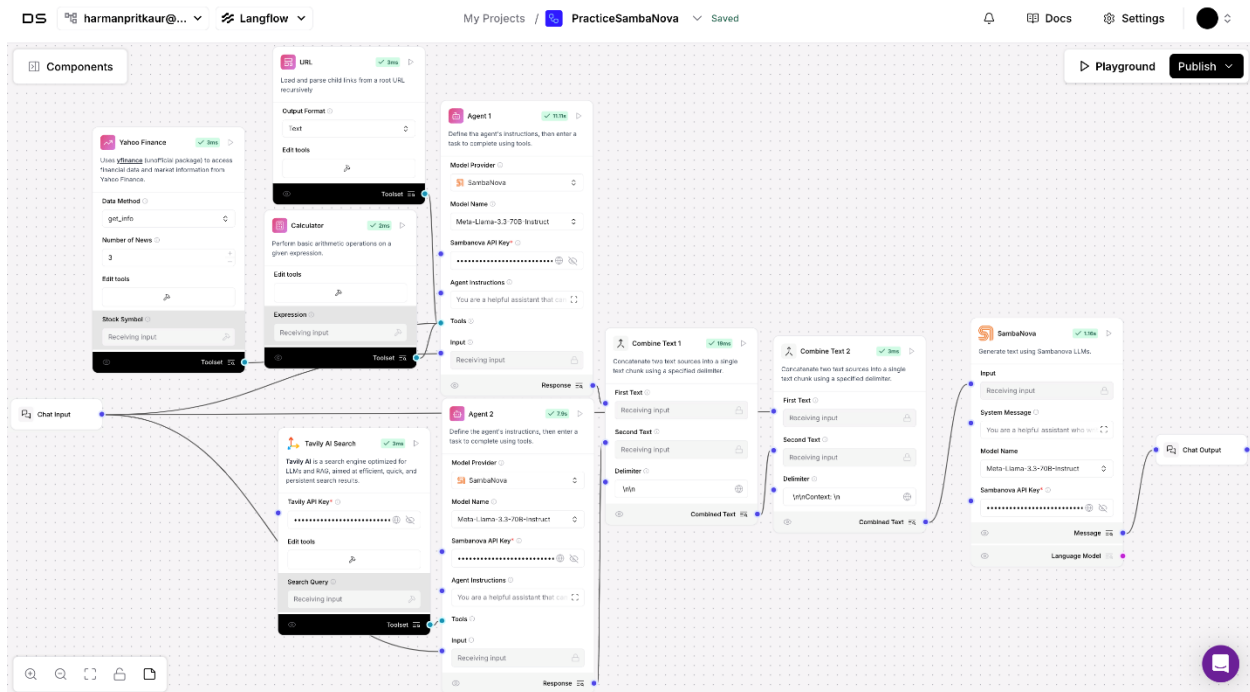 DS
harmanpritkaur@...
Langflow
My Projects / PracticeSambaNova
Saved
Docs
Settings
Components
Playground
Publish
URL
3ms
Load and parse child links from a root URL
recursively
Output Format
Text
Edit tools
Toolset
Yahoo Finance
3ms
Uses yfinance (unofficial package) to access
financial data and market information from
Yahoo Finance.
Data Method
get_info
Number of News
3
Edit tools
Stock Symbol
Receiving input
Toolset
Calculator
2ms
Perform basic arithmetic operations on a
given expression.
Edit tools
Expression
Receiving input
Toolset
Agent 1
11.11s
Define the agent's instructions, then enter a
task to complete using tools.
Model Provider
SambaNova
Model Name
Meta-Llama-3.3-70B-Instruct
Sambanova API Key*
Agent Instructions
You are a helpful assistant that can
Tools
Input
Receiving input
Response
Chat Input
Tavily AI Search
2ms
Tavily AI is a search engine optimized for
LLMs and RAG, aimed at efficient, quick, and
persistent search results.
Tavily API Key*
Edit tools
Search Query
Receiving input
Toolset
Agent 2
7.9s
Define the agent's instructions, then enter a
task to complete using tools.
Model Provider
SambaNova
Model Name
Meta-Llama-3.3-70B-Instruct
Sambanova API Key*
Agent Instructions
You are a helpful assistant that can
Tools
Input
Receiving input
Response
Combine Text 1
18ms
Concatenate two text sources into a single
text chunk using a specified delimiter.
First Text
Receiving input
Second Text
Receiving input
Delimiter
\n\n
Combined Text
Combine Text 2
3ms
Concatenate two text sources into a single
text chunk using a specified delimiter.
First Text
Receiving input
Second Text
Receiving input
Delimiter
\n\nContext: \n
Combined Text
SambaNova
Generate text using Sambanova LLMs.
Input
Receiving input
System Message
You are a helpful assistant who
Model Name
Meta-Llama-3.3-70B-Instruct
Sambanova API Key*
Message
Language Model
Chat Output